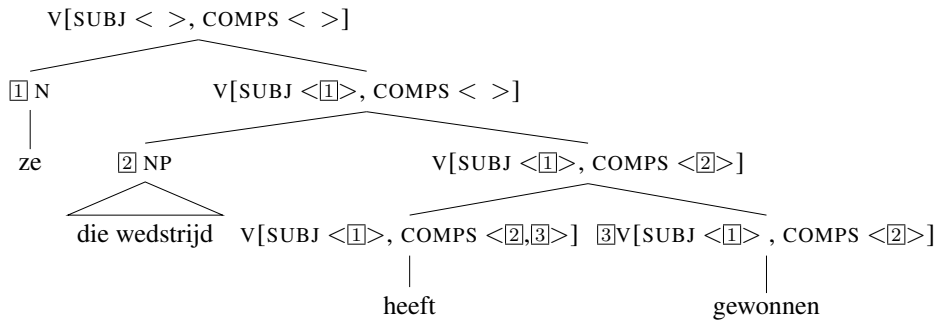 V[SUBJ < >, COMPS < >]
1 N V[SUBJ <1>, COMPS < >]
ze 2 NP V[SUBJ <1>, COMPS <2>]
die wedstrijd V[SUBJ <1>, COMPS <2,3>] 3V[SUBJ <1> , COMPS <2>]
heeft gewonnen